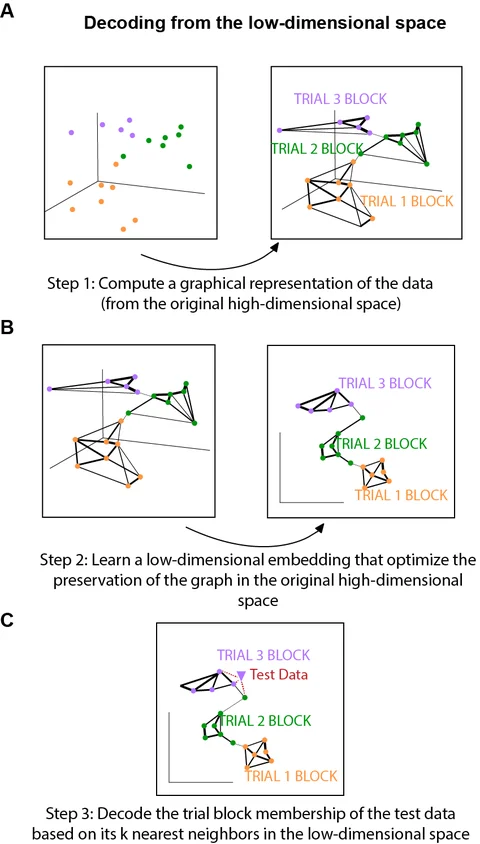 A
Decoding from the low-dimensional space
TRIAL 3 BLOCK
TRIAL 2 BLOCK
TRIAL 1 BLOCK
Step 1: Compute a graphical representation of the data
(from the original high-dimensional space)
B
TRIAL 3 BLOCK
TRIAL 2 BLOCK
TRIAL 1 BLOCK
Step 2: Learn a low-dimensional embedding that optimize the
preservation of the graph in the original high-dimensional
space
C
TRIAL 3 BLOCK
Test Data
TRIAL 2 BLOCK
TRIAL 1 BLOCK
Step 3: Decode the trial block membership of the test data
based on its k nearest neighbors in the low-dimensional space